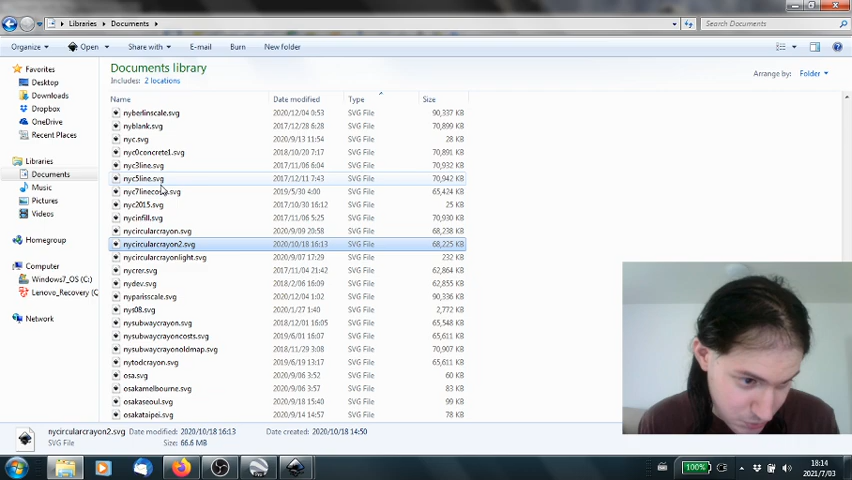 Libraries ▸ Documents ▸
Search Documents
Organize Open Share with E-mail Burn New folder
Documents library
Includes: 2 locations
Arrange by: Folder
Name Date modified Type Size
Favorites
Desktop
Downloads
Dropbox
OneDrive
Recent Places
Libraries
Documents
Music
Pictures
Videos
Homegroup
Computer
Windows7_OS (C:)
Lenovo_Recovery (
Network
nyberlinscale.svg 2020/12/04 0:53 SVG File 90,337 KB
nyblank.svg 2017/12/28 6:28 SVG File 70,899 KB
nyc.svg 2020/9/13 11:54 SVG File 28 KB
nyc0concrete1.svg 2018/10/20 7:17 SVG File 70,891 KB
nyc3line.svg 2017/11/06 6:04 SVG File 70,932 KB
nyc5line.svg 2017/12/11 7:43 SVG File 70,942 KB
2019/5/30 4:00 SVG File 65,424 KB
nyc2015.svg 2017/10/30 16:12 SVG File 25 KB
nycinfill.svg 2017/11/06 5:25 SVG File 70,930 KB
nycircularcrayon.svg 2020/9/09 20:58 SVG File 68,238 KB
nycircularcrayon2.svg 2020/10/18 16:13 SVG File 68,225 KB
nycircularcrayonlight.svg 2020/9/07 17:29 SVG File 232 KB
nycrer.svg 2017/11/04 21:42 SVG File 62,864 KB
nydev.svg 2018/2/06 16:09 SVG File 62,855 KB
nyparisscale.svg 2020/12/04 1:02 SVG File 90,336 KB
nys08.svg 2020/1/27 1:40 SVG File 2,772 KB
nysubwaycrayon.svg 2018/12/01 16:05 SVG File 65,548 KB
nysubwaycrayoncosts.svg 2019/6/01 16:07 SVG File 65,611 KB
nysubwaycrayonoldmap.svg 2018/11/29 3:08 SVG File 70,907 KB
nytodcrayon.svg 2019/6/01 22:13 SVG File 65,611 KB
osa.svg 2020/9/06 3:52 SVG File 60 KB
osakamelbourne.svg 2020/9/06 3:57 SVG File 83 KB
osakaseoul.svg 2020/9/18 15:40 SVG File 99 KB
osakataipei.svg 2020/9/14 14:57 SVG File 78 KB
nycircularcrayon2.svg Date modified: 2020/10/18 16:13 Date created: 2020/10/18 14:50
SVG File Size: 66.6 MB
100%
18:14
2021/7/03